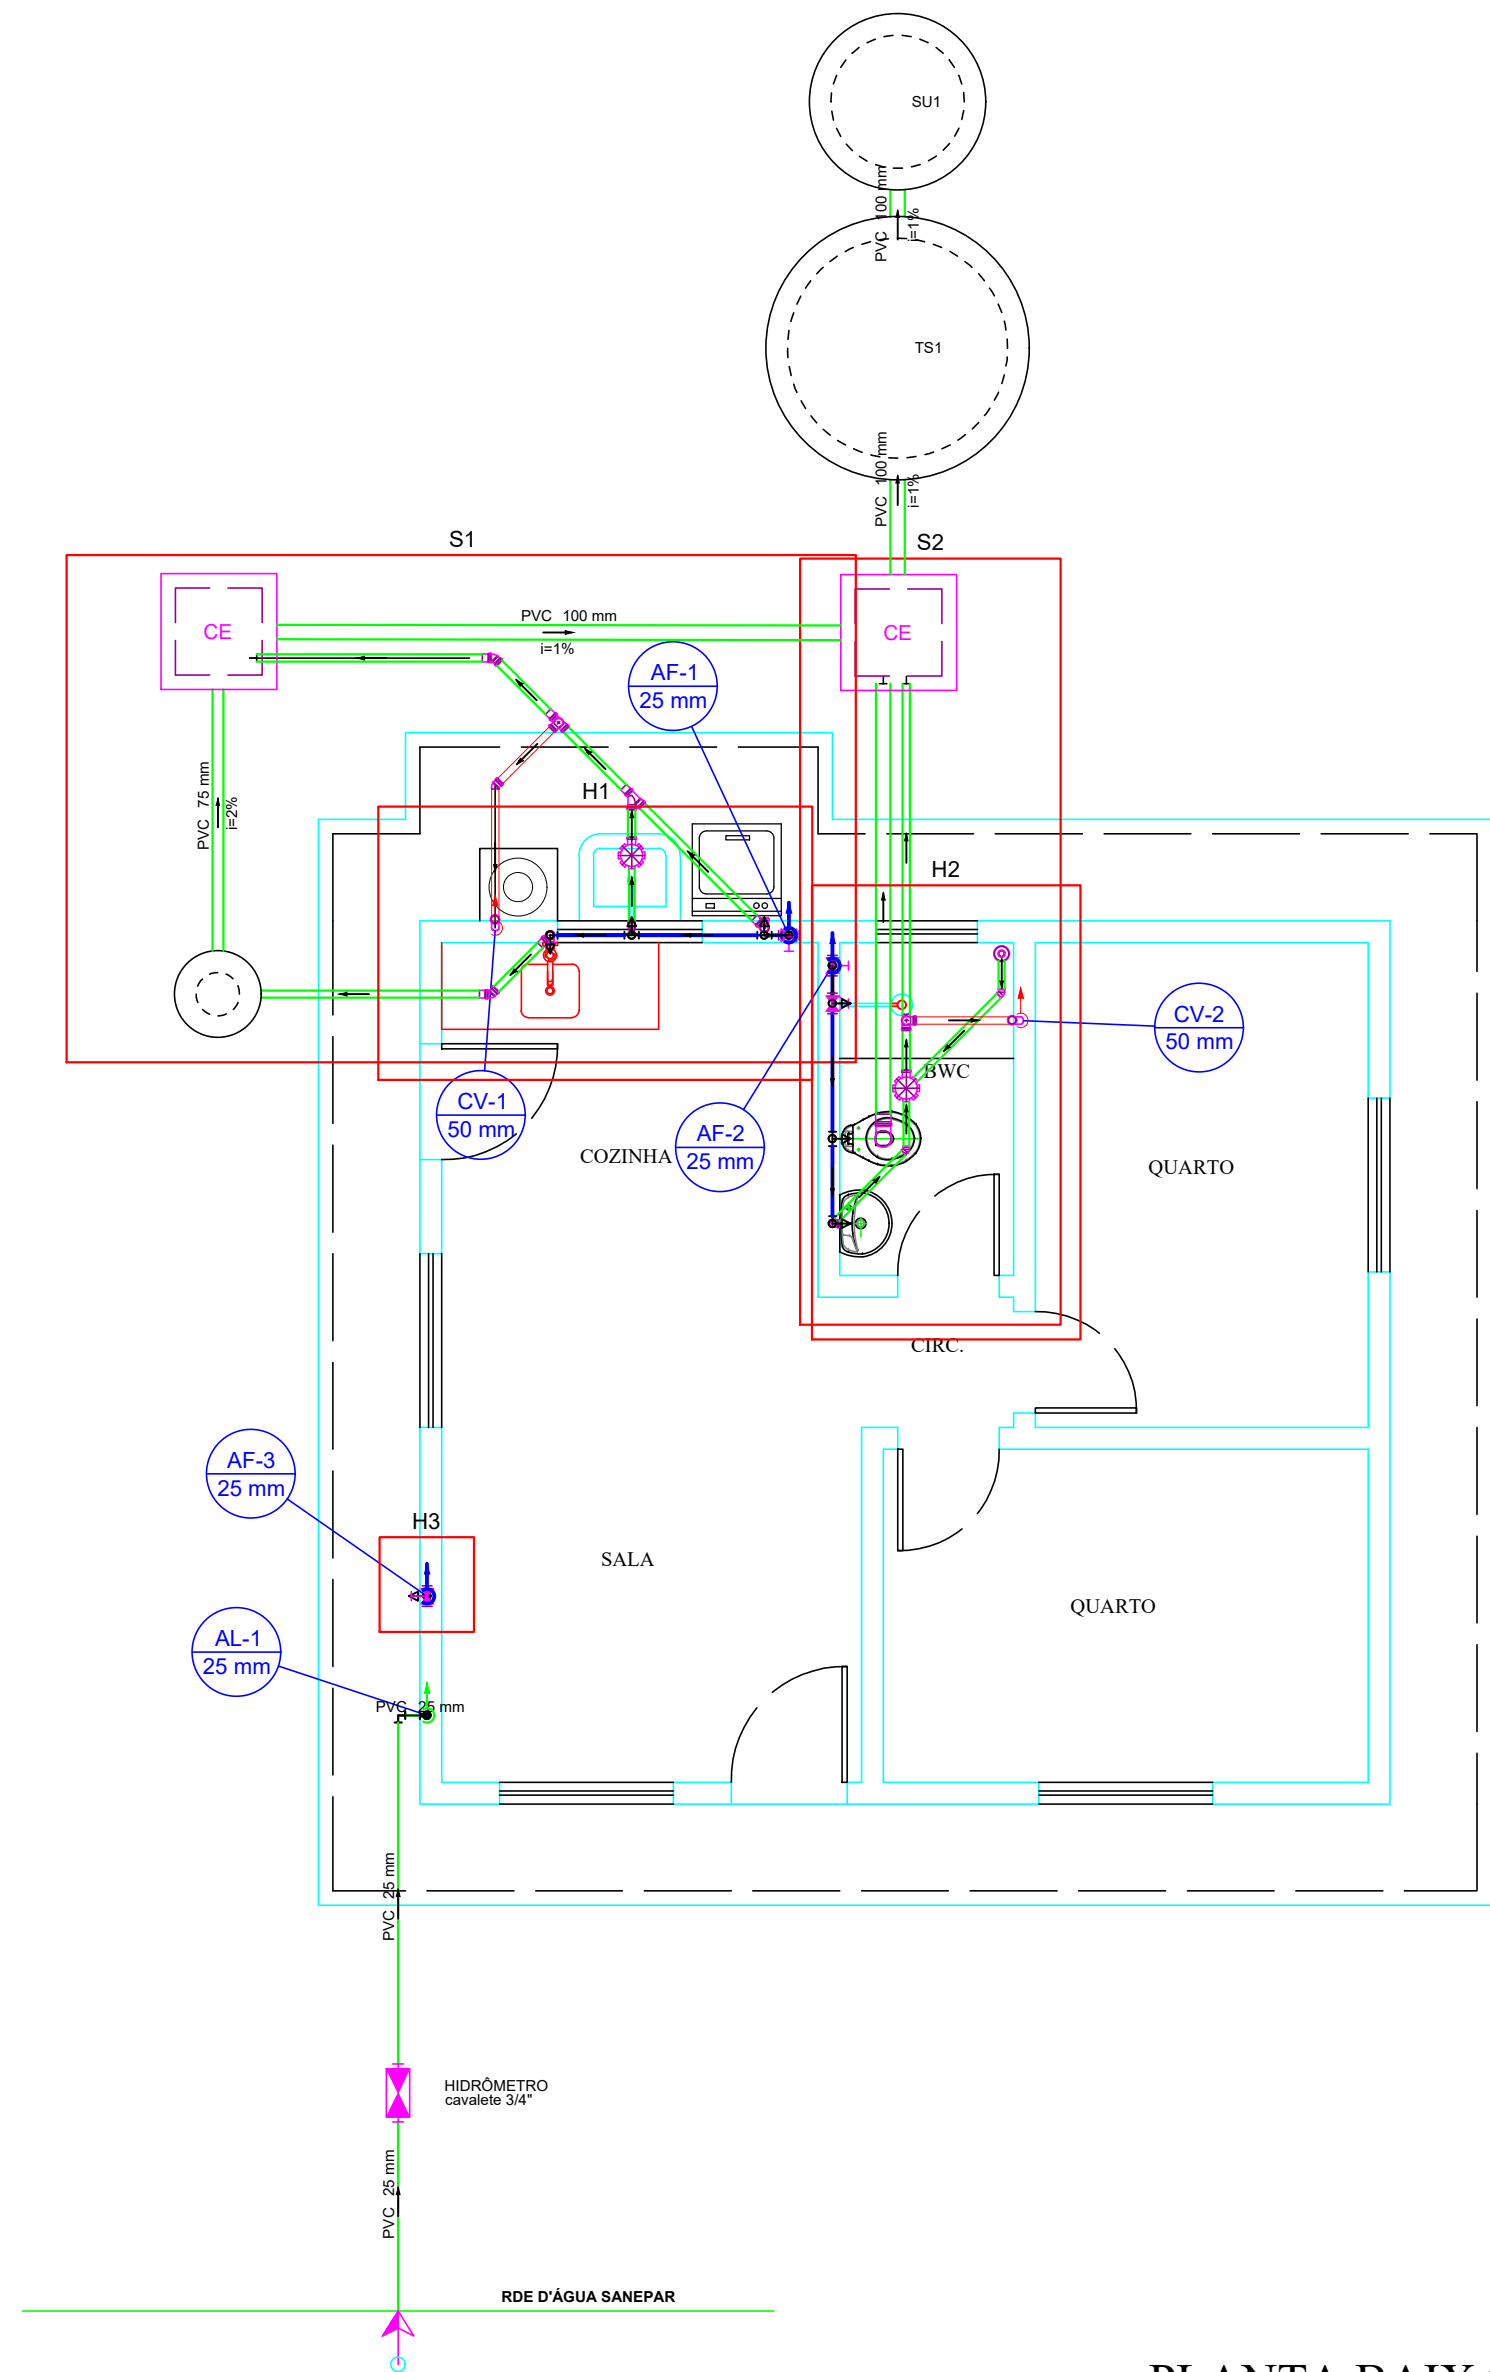 SU1
PVC 100 mm
i=1%
TS1
PVC 100 mm
i=1%
S1
S2
CE
PVC 100 mm
i=1%
CE
AF-1
25 mm
PVC 75 mm
i=2%
H1
H2
CV-2
50 mm
BWC
CV-1
50 mm
AF-2
25 mm
COZINHA
QUARTO
CIRC.
AF-3
25 mm
H3
SALA
QUARTO
AL-1
25 mm
PVC 25 mm
PVC 25 mm
HIDRÔMETRO
cavalete 3/4"
PVC 25 mm
RDE D'ÁGUA SANEPAR